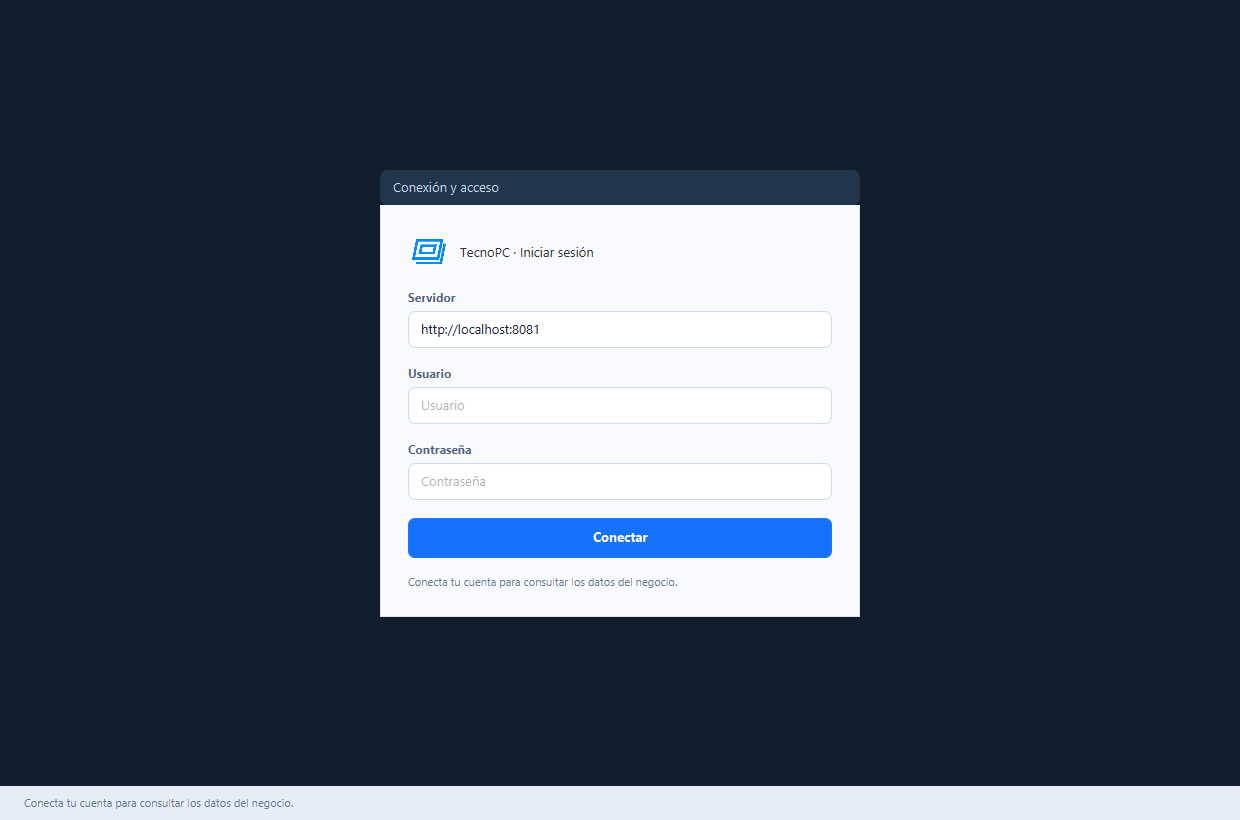 Conexión y acceso
TecnoPC · Iniciar sesión
Servidor
http://localhost:8081
Usuario
Usuario
Contraseña
Contraseña
Conectar
Conecta tu cuenta para consultar los datos del negocio.
Conecta tu cuenta para consultar los datos del negocio.